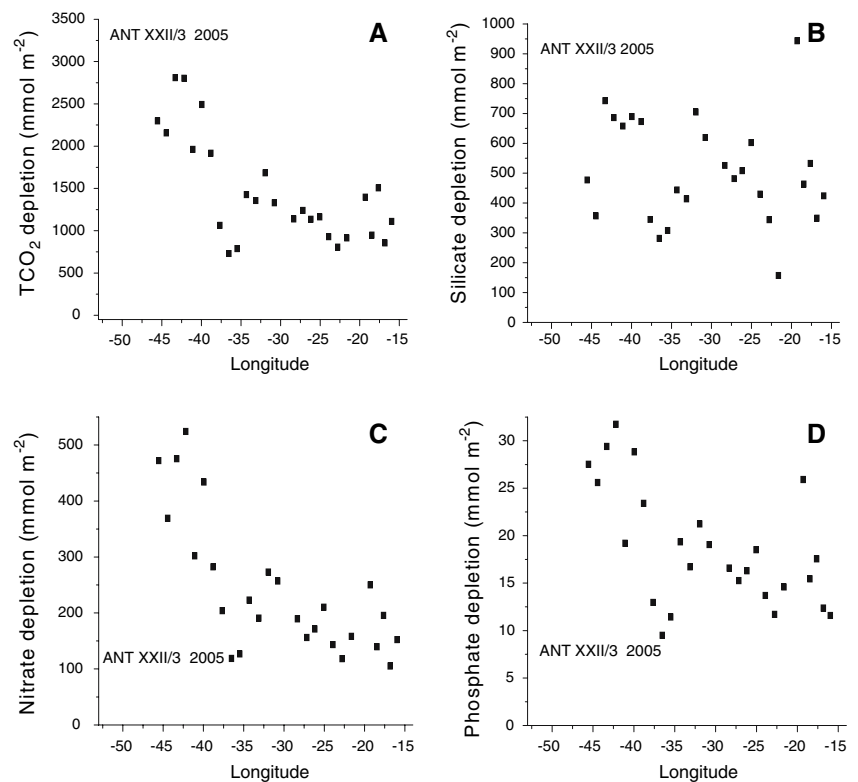 A
ANT XXII/3 2005
TCO2 depletion (mmol m-2)
3500
3000
2500
2000
1500
1000
500
0
-50 -45 -40 -35 -30 -25 -20 -15
Longitude
B
ANT XXII/3 2005
Silicate depletion (mmol m-2)
1000
900
800
700
600
500
400
300
200
100
0
-50 -45 -40 -35 -30 -25 -20 -15
Longitude
C
ANT XXII/3 2005
Nitrate depletion (mmol m-2)
500
400
300
200
100
0
-50 -45 -40 -35 -30 -25 -20 -15
Longitude
D
ANT XXII/3 2005
Phosphate depletion (mmol m-2)
30
25
20
15
10
5
0
-50 -45 -40 -35 -30 -25 -20 -15
Longitude